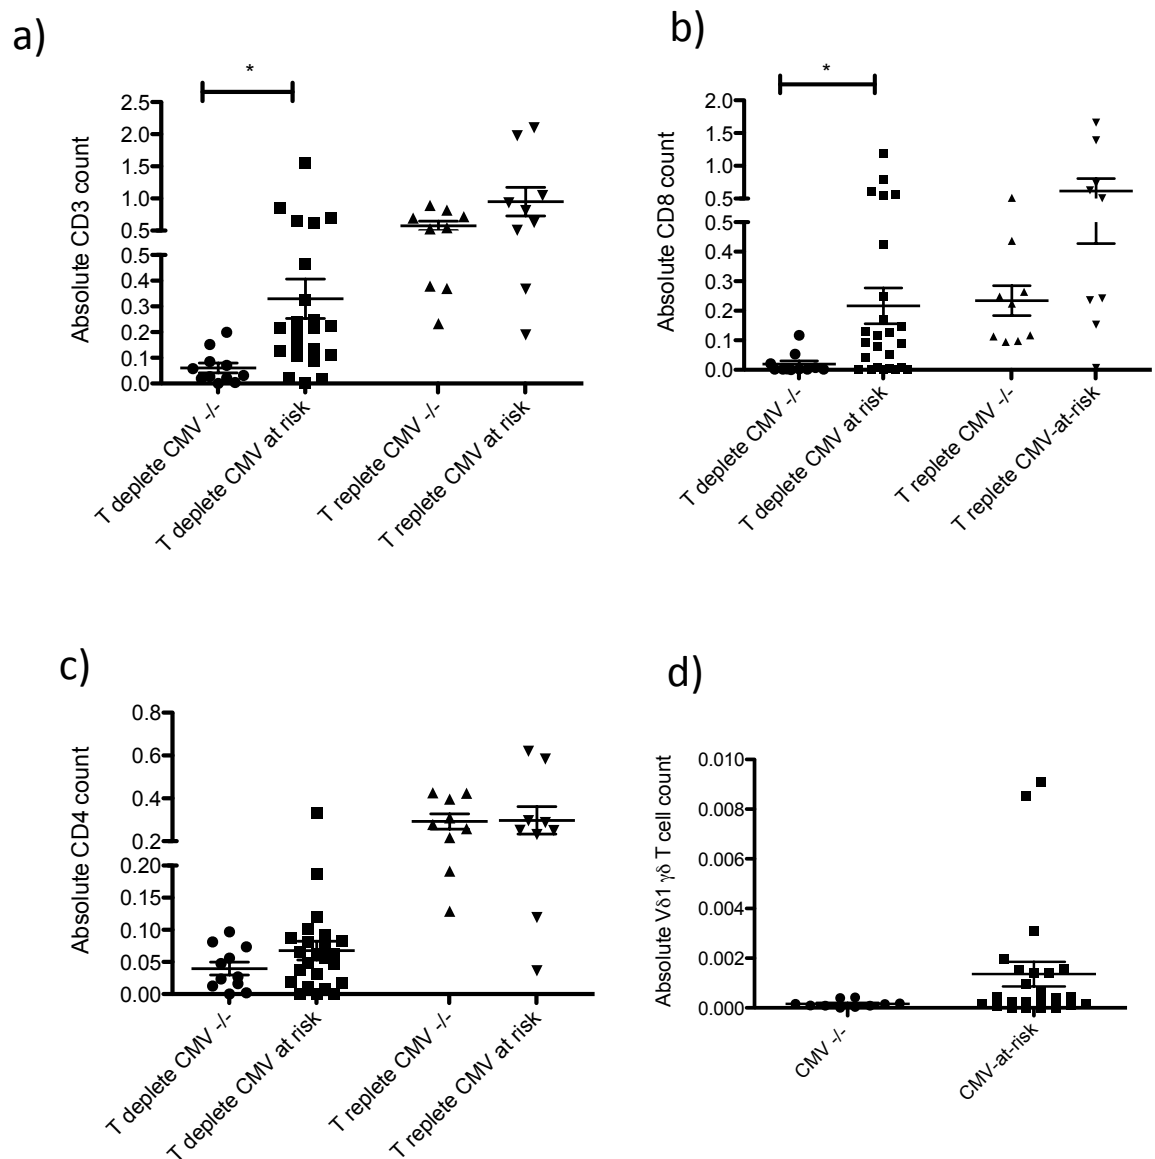 a)
*
2.5
2.0
1.5
1.0
0.5
0.5
0.4
0.3
0.2
0.1
0.0
Absolute CD3 count
T deplete CMV -/-
T deplete CMV at risk
T replete CMV -/-
T replete CMV at risk
b)
*
2.0
1.5
1.0
0.5
0.5
0.4
0.3
0.2
0.1
0.0
Absolute CD8 count
T deplete CMV -/-
T deplete CMV at risk
T replete CMV -/-
T replete CMV-at-risk
c)
0.8
0.6
0.4
0.2
0.20
0.15
0.10
0.05
0.00
Absolute CD4 count
T deplete CMV -/-
T deplete CMV at risk
T replete CMV -/-
T replete CMV at risk
d)
0.010
0.008
0.006
0.004
0.002
0.000
Absolute Vδ1 γδ T cell count
CMV -/-
CMV-at-risk